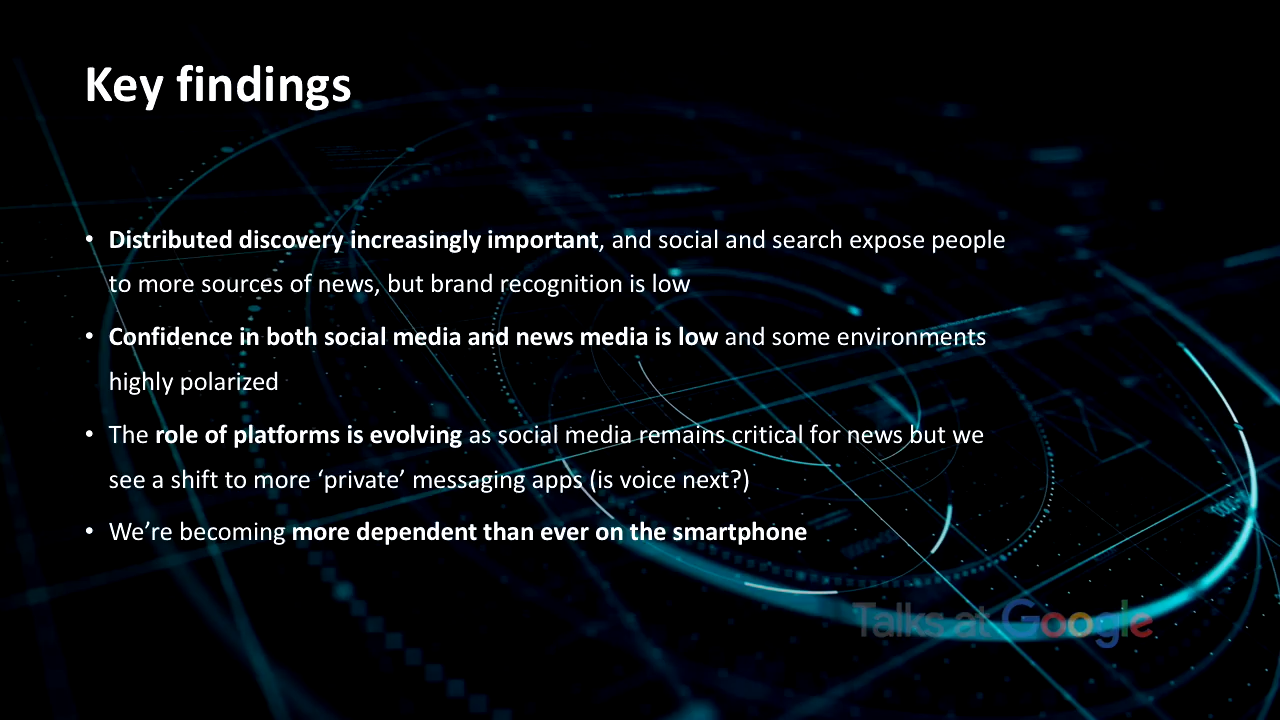 Key findings
• Distributed discovery increasingly important, and social and search expose people
to more sources of news, but brand recognition is low
• Confidence in both social media and news media is low and some environments
highly polarized
• The role of platforms is evolving as social media remains critical for news but we
see a shift to more ‘private’ messaging apps (is voice next?)
• We’re becoming more dependent than ever on the smartphone
Talks at Google